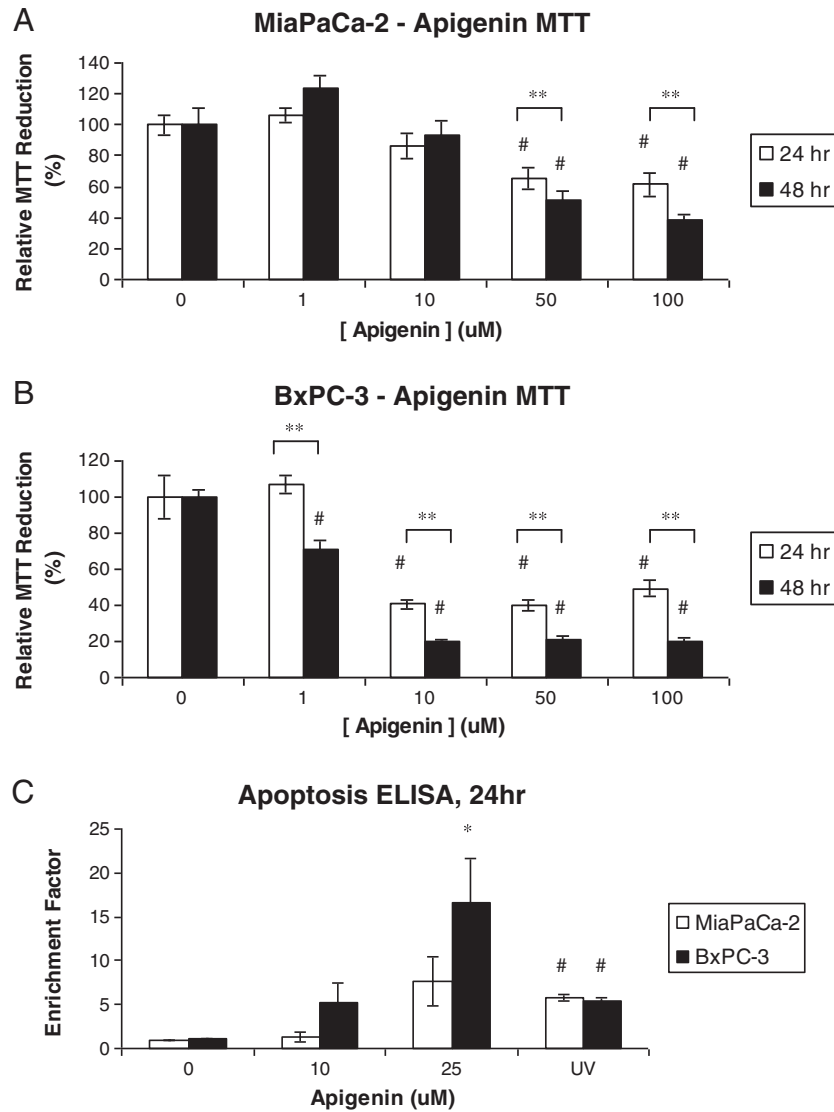 A
MiaPaCa-2 - Apigenin MTT
Relative MTT Reduction
(%)
140
120
100
80
60
40
20
0
**
**
#
#
#
#
0 1 10 50 100
[ Apigenin ] (uM)
24 hr
48 hr
B
BxPC-3 - Apigenin MTT
Relative MTT Reduction
(%)
120
100
80
60
40
20
0
**
**
**
**
#
#
#
#
#
#
#
0 1 10 50 100
[ Apigenin ] (uM)
24 hr
48 hr
C
Apoptosis ELISA, 24hr
Enrichment Factor
25
20
15
10
5
0
*
# #
0 10 25 UV
Apigenin (uM)
MiaPaCa-2
BxPC-3